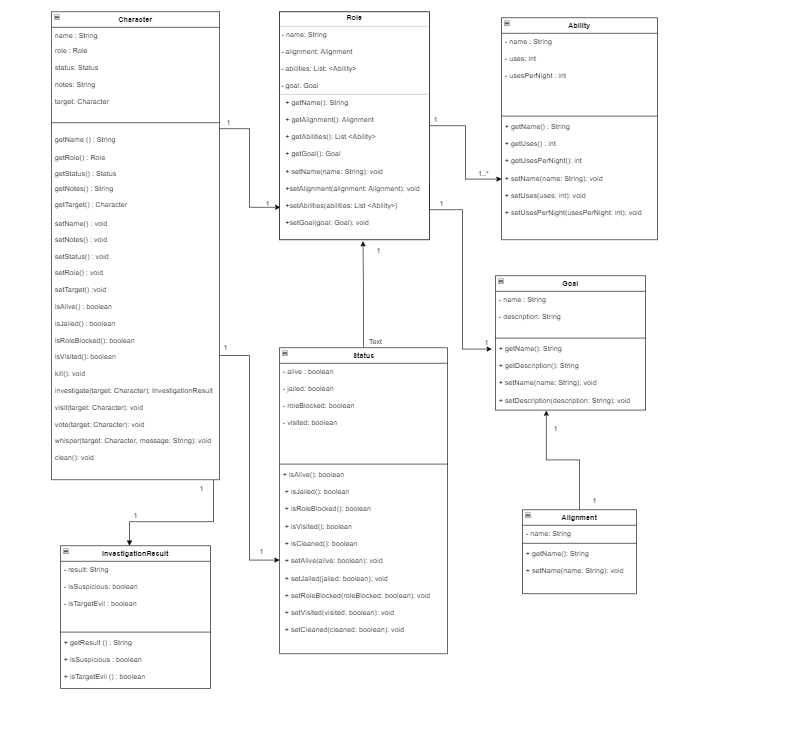 Character
name : String
role : Role
status: Status
notes: String
target: Character
getName () : String
getRole() : Role
getStatus() : Status
getNotes() : String
getTarget() : Character
setName() : void
setNotes() : void
setStatus() : void
setRole() : void
setTarget() :void
isAlive() : boolean
isJailed() : boolean
isRoleBlocked(): boolean
isVisited(): boolean
kill(): void
investigate(target: Character): InvestigationResult
visit(target: Character): void
vote(target: Character): void
whisper(target: Character, message: String): void
clean(): void
1
1
1
1
1
1
Role
- name: String
- alignment: Alignment
- abilities: List: <Ability>
- goal: Goal
+ getName(): String
+ getAlignment(): Alignment
+ getAbilities(): List <Ability>
+ getGoal(): Goal
+ setName(name: String): void
+setAlignment(alignment: Alignment): void
+setAbilities(abilities: List <Ability>)
+setGoal(goal: Goal): void
1
1..*
1
1
1
Text
Ability
- name : String
- uses: int
- usesPerNight : int
+ getName() : String
+ getUses() : int
+ getUsesPerNight(): int
+ setName(name: String): void
+ setUses(uses: int): void
+ setUsesPerNight(usesPerNight: int): void
Goal
- name : String
- description: String
+ getName(): String
+ getDescription(): String
+ setName(name: String): void
+ setDescription(description: String): void
1
1
Status
- alive : boolean
- jailed: boolean
- roleBlocked: boolean
- visited: boolean
+ isAlive(): boolean
+ isJailed(): boolean
+ isRoleBlocked(): boolean
+ isVisited(): boolean
+ isCleaned(): boolean
+ setAlive(alive: boolean): void
+ setJailed(jailed: boolean): void
+ setRoleBlocked(roleBlocked: boolean): void
+ setVisited(visited: boolean): void
+ setCleaned(cleaned: boolean): void
Alignment
- name: String
+ getName(): String
+ setName(name: String): void
InvestigationResult
- result: String
- isSuspicious: boolean
- isTargetEvil : boolean
+ getResult () : String
+ isSuspicious : boolean
+ isTargetEvil () : boolean